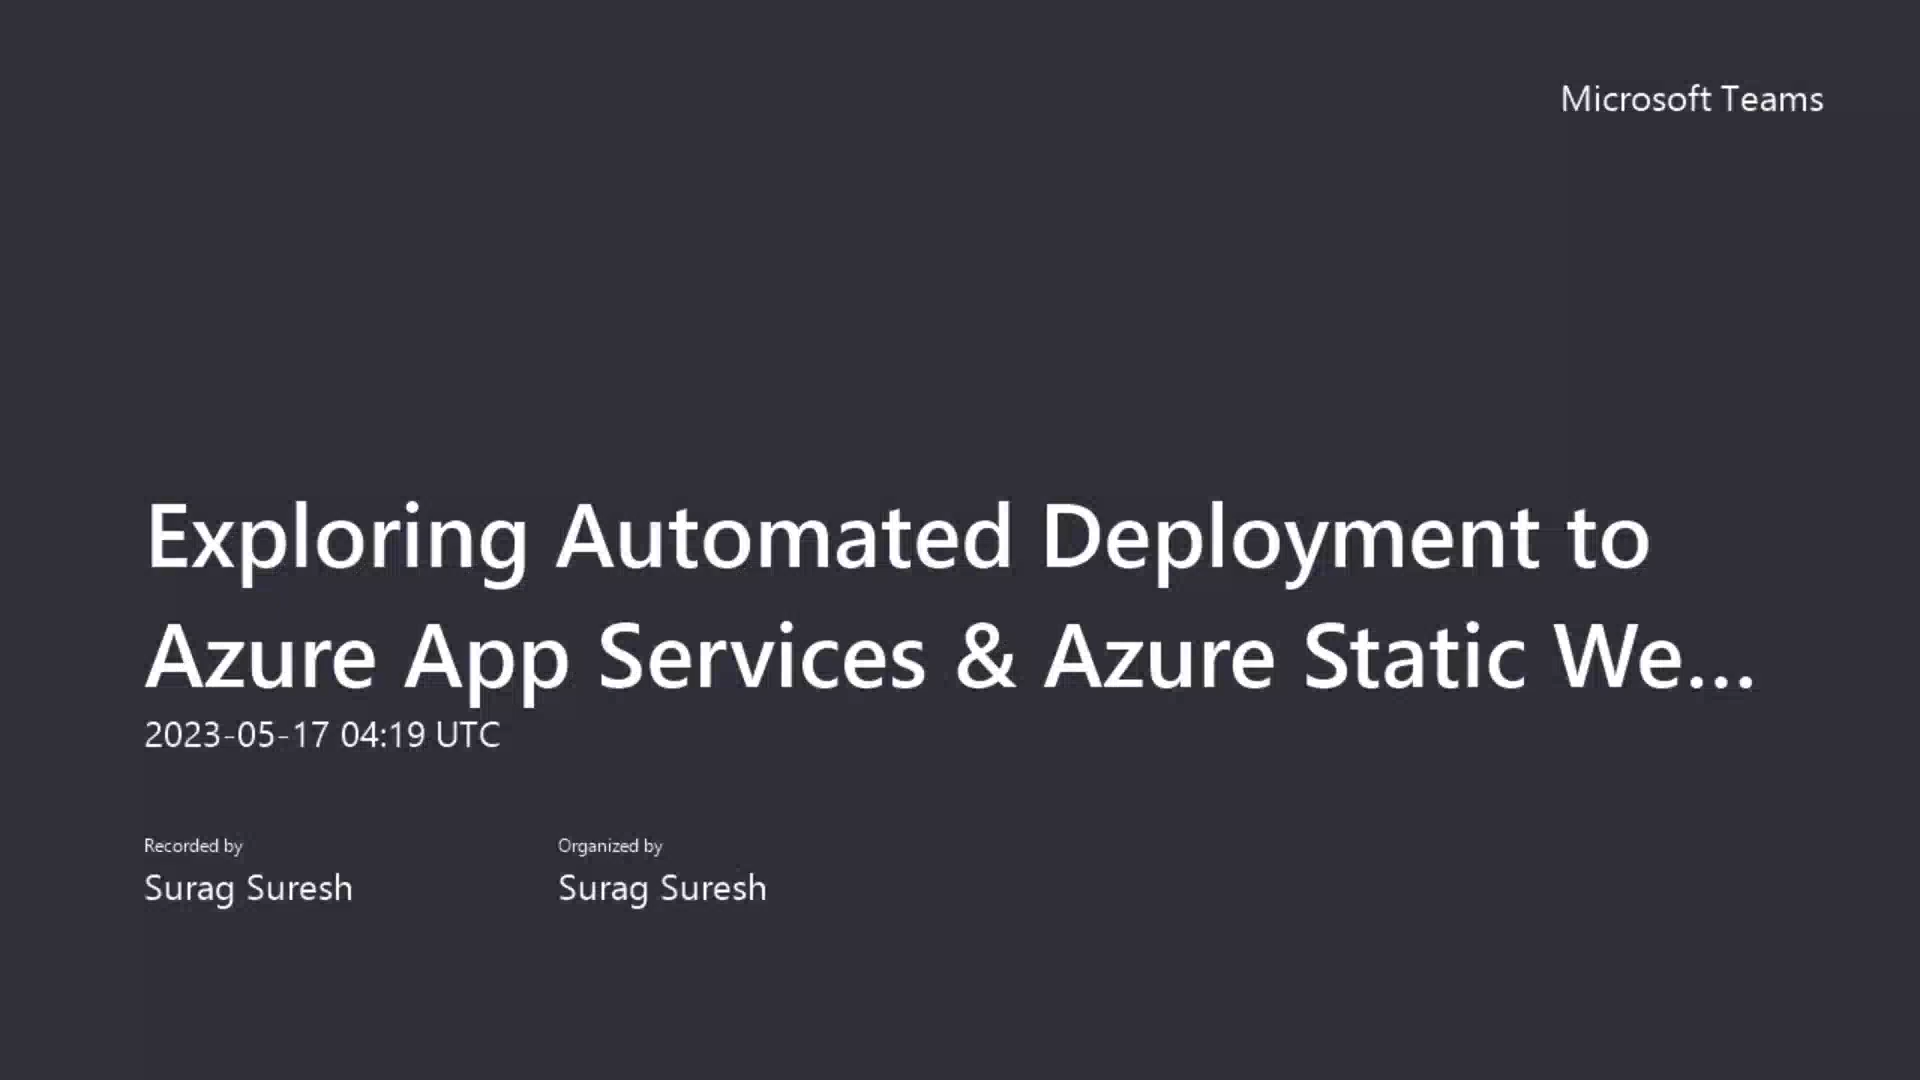 Microsoft Teams
Exploring Automated Deployment to
Azure App Services & Azure Static We...
2023-05-17 04:19 UTC
Recorded by
Surag Suresh
Organized by
Surag Suresh